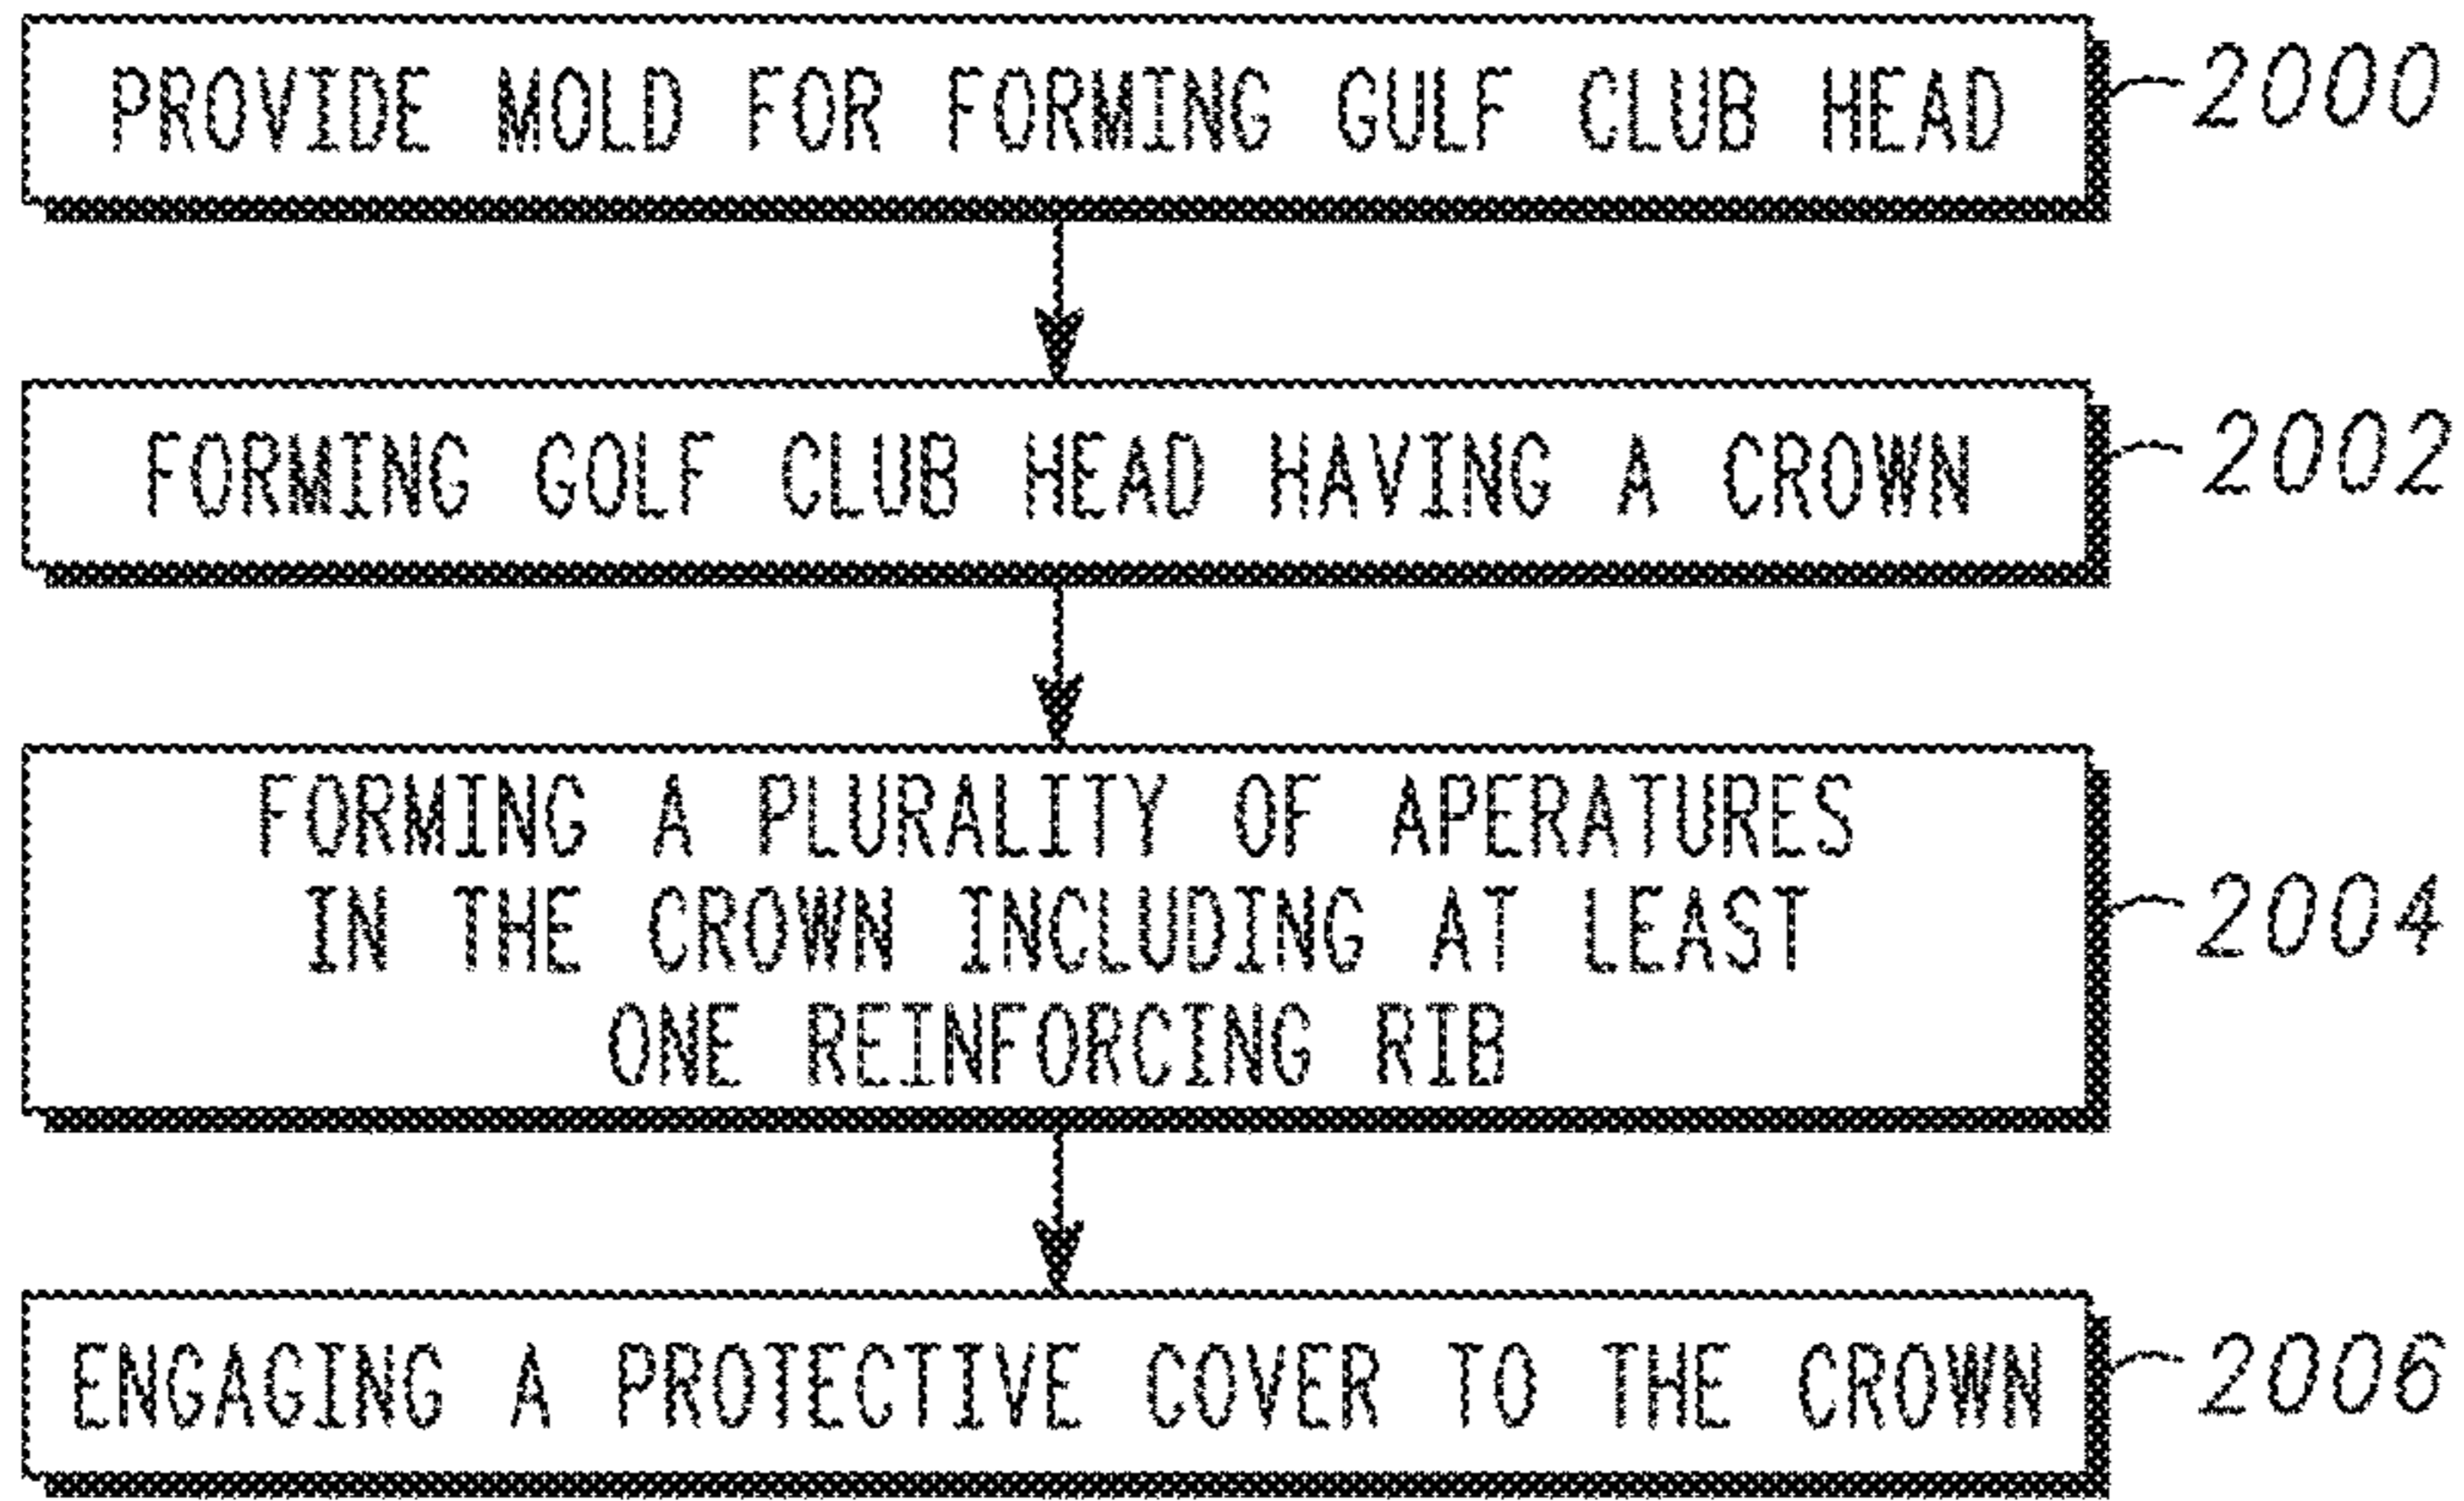 PROVIDE MOLD FOR FORMING GULF CLUB HEAD 2000
FORMING GOLF CLUB HEAD HAVING A CROWN 2002
FORMING A PLURALITY OF APERATURES
IN THE CROWN INCLUDING AT LEAST 2004
ONE REINFORCING RIB
ENGAGING A PROTECTIVE COVER TO THE CROWN 2006